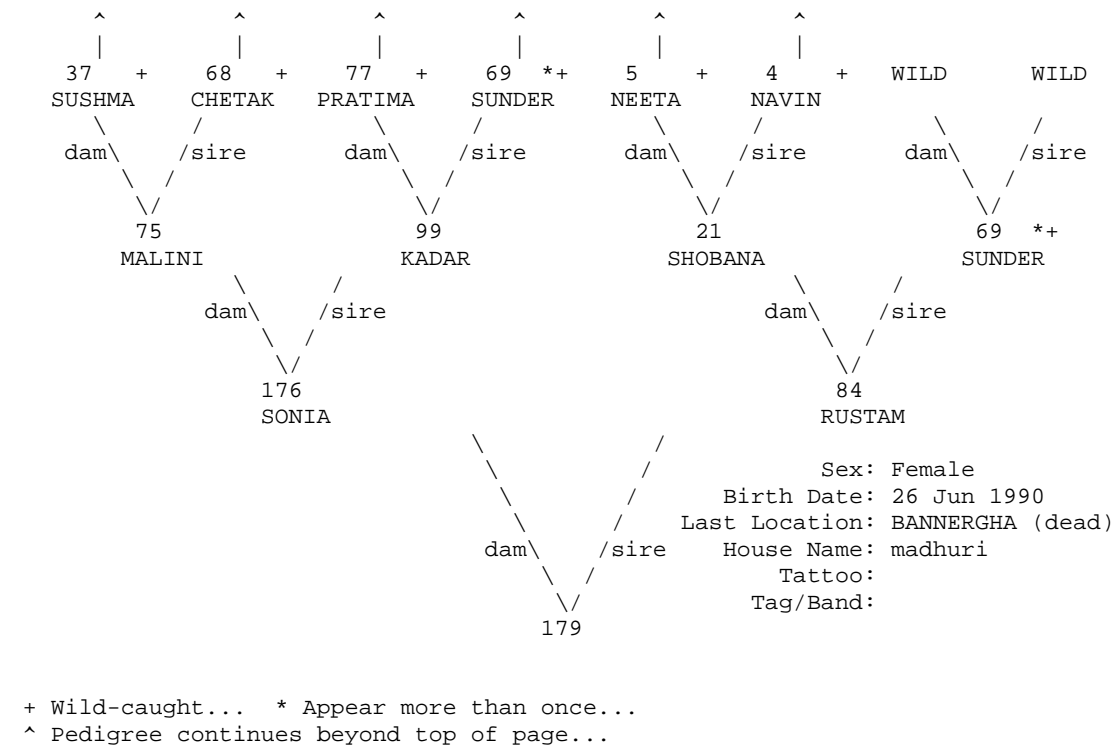 ^ ^ ^ ^ ^ ^
| | | | | |
37 + 68 + 77 + 69 *+ 5 + 4 + WILD WILD
SUSHMA CHETAK PRATIMA SUNDER NEETA NAVIN
\ / \ / \ / \ /
dam\ /sire dam\ /sire dam\ /sire dam\ /sire
\ / \ / \ / \ /
\/ \/ \/ \/
75 99 21 69 *+
MALINI KADAR SHOBANA SUNDER
\ / \ /
dam\ /sire dam\ /sire
\ / \ /
\/ \/
176 84
SONIA RUSTAM
\ /
\ / Sex: Female
\ / Birth Date: 26 Jun 1990
\ / Last Location: BANNERGHA (dead)
dam\ /sire House Name: madhuri
\ / Tattoo:
\/ Tag/Band:
179
+ Wild-caught... * Appear more than once...
^ Pedigree continues beyond top of page...